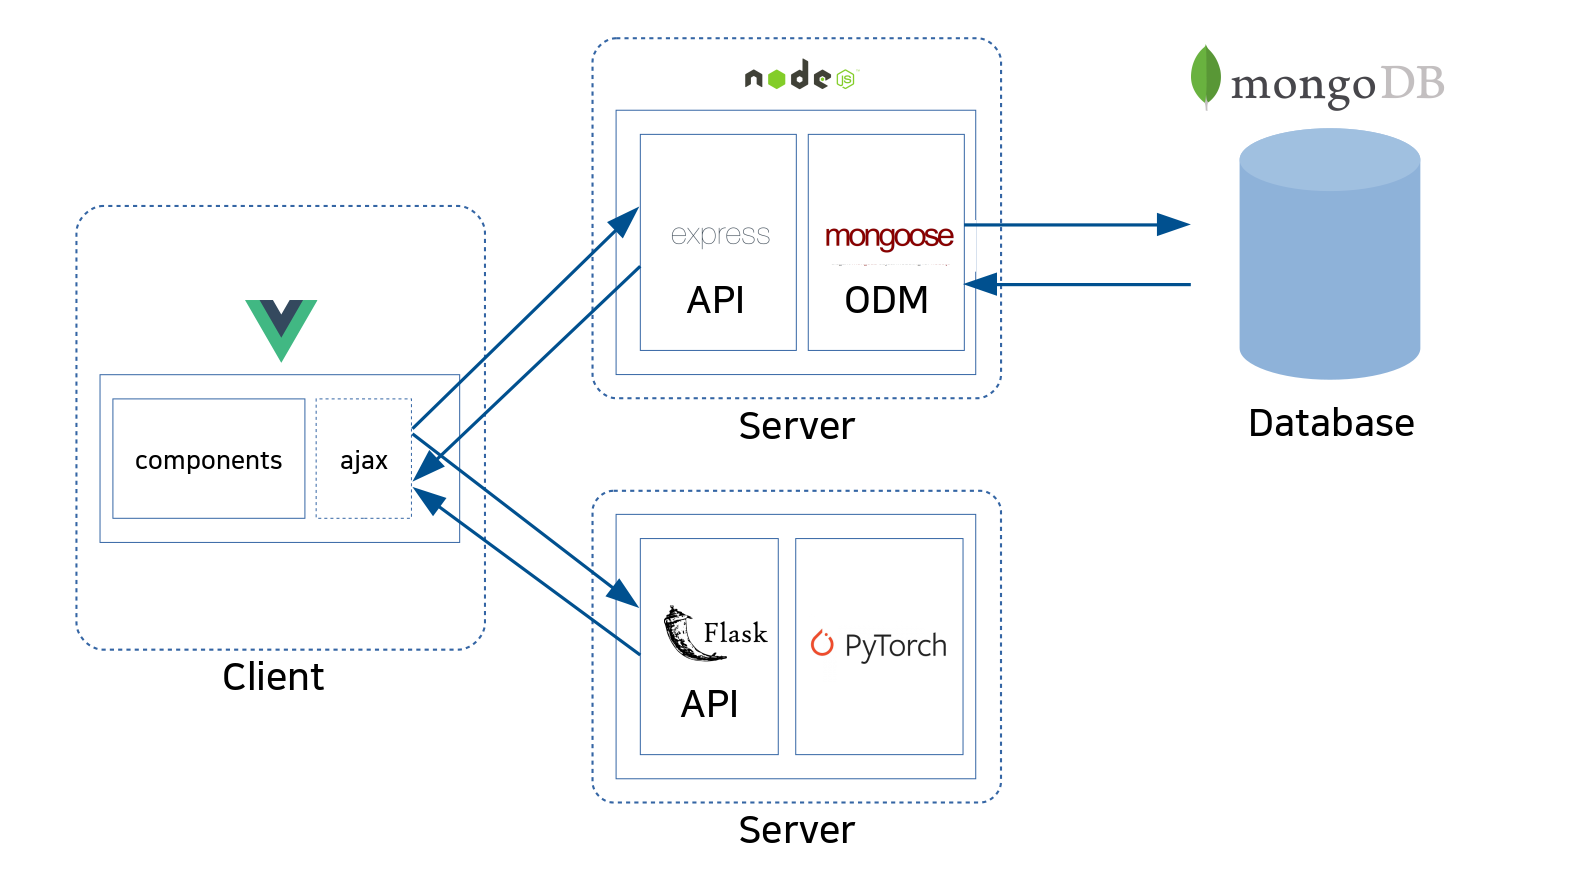 node
JS
mongoDB
express
API
mongoose
ODM
components
ajax
Server
Database
Client
Flask
API
PyTorch
Server